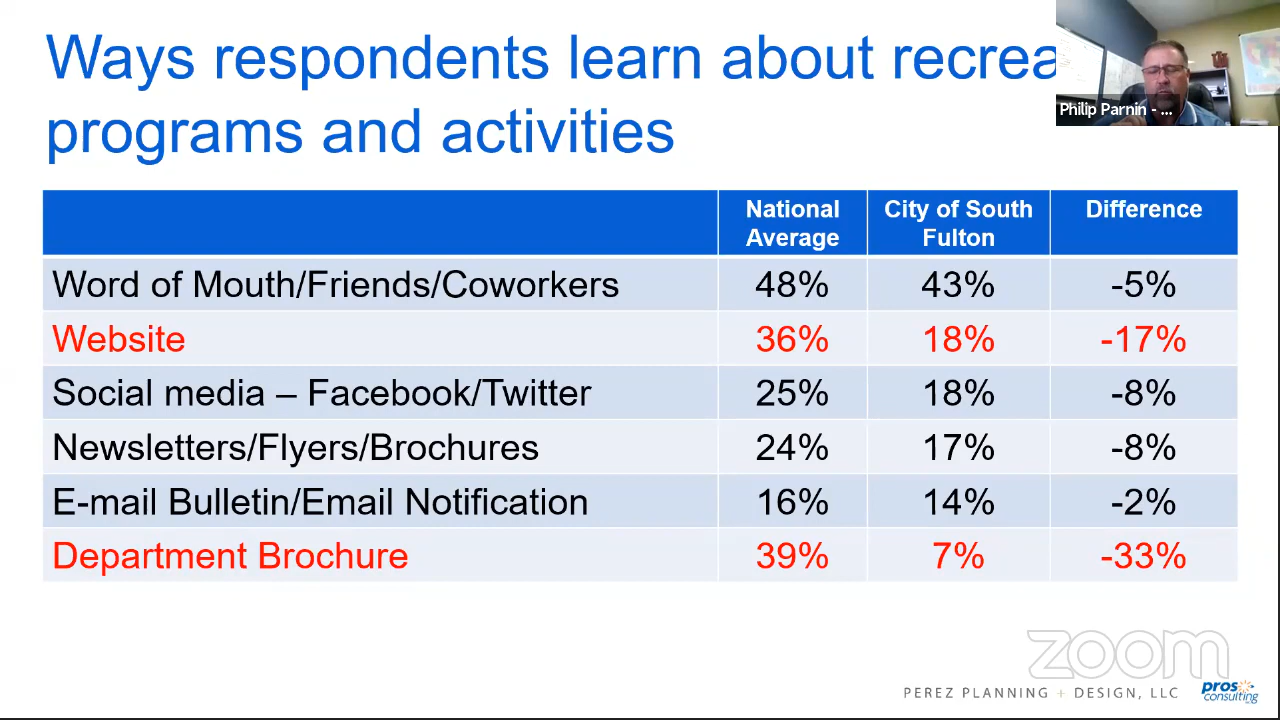 Ways respondents learn about recrea
programs and activities
Philip Parnin - ...
National Average
City of South Fulton
Difference
Word of Mouth/Friends/Coworkers 48% 43% -5%
Website 36% 18% -17%
Social media – Facebook/Twitter 25% 18% -8%
Newsletters/Flyers/Brochures 24% 17% -8%
E-mail Bulletin/Email Notification 16% 14% -2%
Department Brochure 39% 7% -33%
zoom
PEREZ PLANNING + DESIGN, LLC
pros
consulting